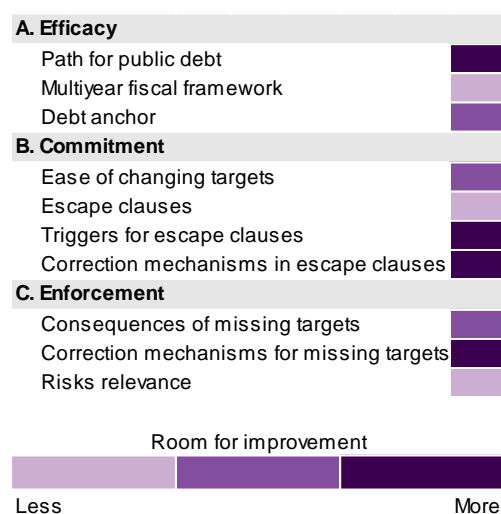 A. Efficacy
Path for public debt
Multiyear fiscal framework
Debt anchor
B. Commitment
Ease of changing targets
Escape clauses
Triggers for escape clauses
Correction mechanisms in escape clauses
C. Enforcement
Consequences of missing targets
Correction mechanisms for missing targets
Risks relevance
Room for improvement
Less More